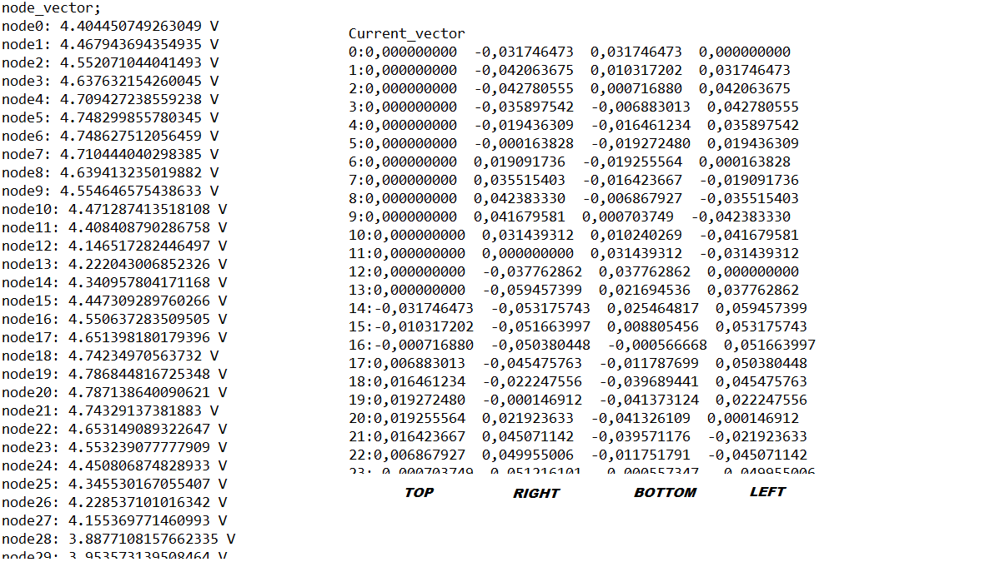 node_vector;
node0: 4.404450749263049 V
node1: 4.467943694354935 V
node2: 4.552071044041493 V
node3: 4.637632154260045 V
node4: 4.709427238559238 V
node5: 4.748299855780345 V
node6: 4.748627512056459 V
node7: 4.710444040298385 V
node8: 4.639413235019882 V
node9: 4.554646575438633 V
node10: 4.471287413518108 V
node11: 4.408408790286758 V
node12: 4.146517282446497 V
node13: 4.222043006852326 V
node14: 4.340957804171168 V
node15: 4.447309289760266 V
node16: 4.550637283509505 V
node17: 4.651398180179396 V
node18: 4.74234970563732 V
node19: 4.786844816725348 V
node20: 4.787138640090621 V
node21: 4.74329137381883 V
node22: 4.653149089322647 V
node23: 4.553239077777909 V
node24: 4.450806874828933 V
node25: 4.345530167055407 V
node26: 4.228537101016342 V
node27: 4.155369771460993 V
node28: 3.8877108157662335 V
node29: 3.953573139508464 V
Current_vector
0:0,000000000 -0,031746473 0,031746473 0,000000000
1:0,000000000 -0,042063675 0,010317202 0,031746473
2:0,000000000 -0,042780555 0,000716880 0,042063675
3:0,000000000 -0,035897542 -0,006883013 0,042780555
4:0,000000000 -0,019436309 -0,016461234 0,035897542
5:0,000000000 -0,000163828 -0,019272480 0,019436309
6:0,000000000 0,019091736 -0,019255564 0,000163828
7:0,000000000 0,035515403 -0,016423667 -0,019091736
8:0,000000000 0,042383330 -0,006867927 -0,035515403
9:0,000000000 0,041679581 0,000703749 -0,042383330
10:0,000000000 0,031439312 0,010240269 -0,041679581
11:0,000000000 0,000000000 0,031439312 -0,031439312
12:0,000000000 -0,037762862 0,037762862 0,000000000
13:0,000000000 -0,059457399 0,021694536 0,037762862
14:-0,031746473 -0,053175743 0,025464817 0,059457399
15:-0,010317202 -0,051663997 0,008805456 0,053175743
16:-0,000716880 -0,050380448 -0,000566668 0,051663997
17:0,006883013 -0,045475763 -0,011787699 0,050380448
18:0,016461234 -0,022247556 -0,039689441 0,045475763
19:0,019272480 -0,000146912 -0,041373124 0,022247556
20:0,019255564 0,021923633 -0,041326109 0,000146912
21:0,016423667 0,045071142 -0,039571176 -0,021923633
22:0,006867927 0,049955006 -0,011751791 -0,045071142
TOP RIGHT BOTTOM LEFT